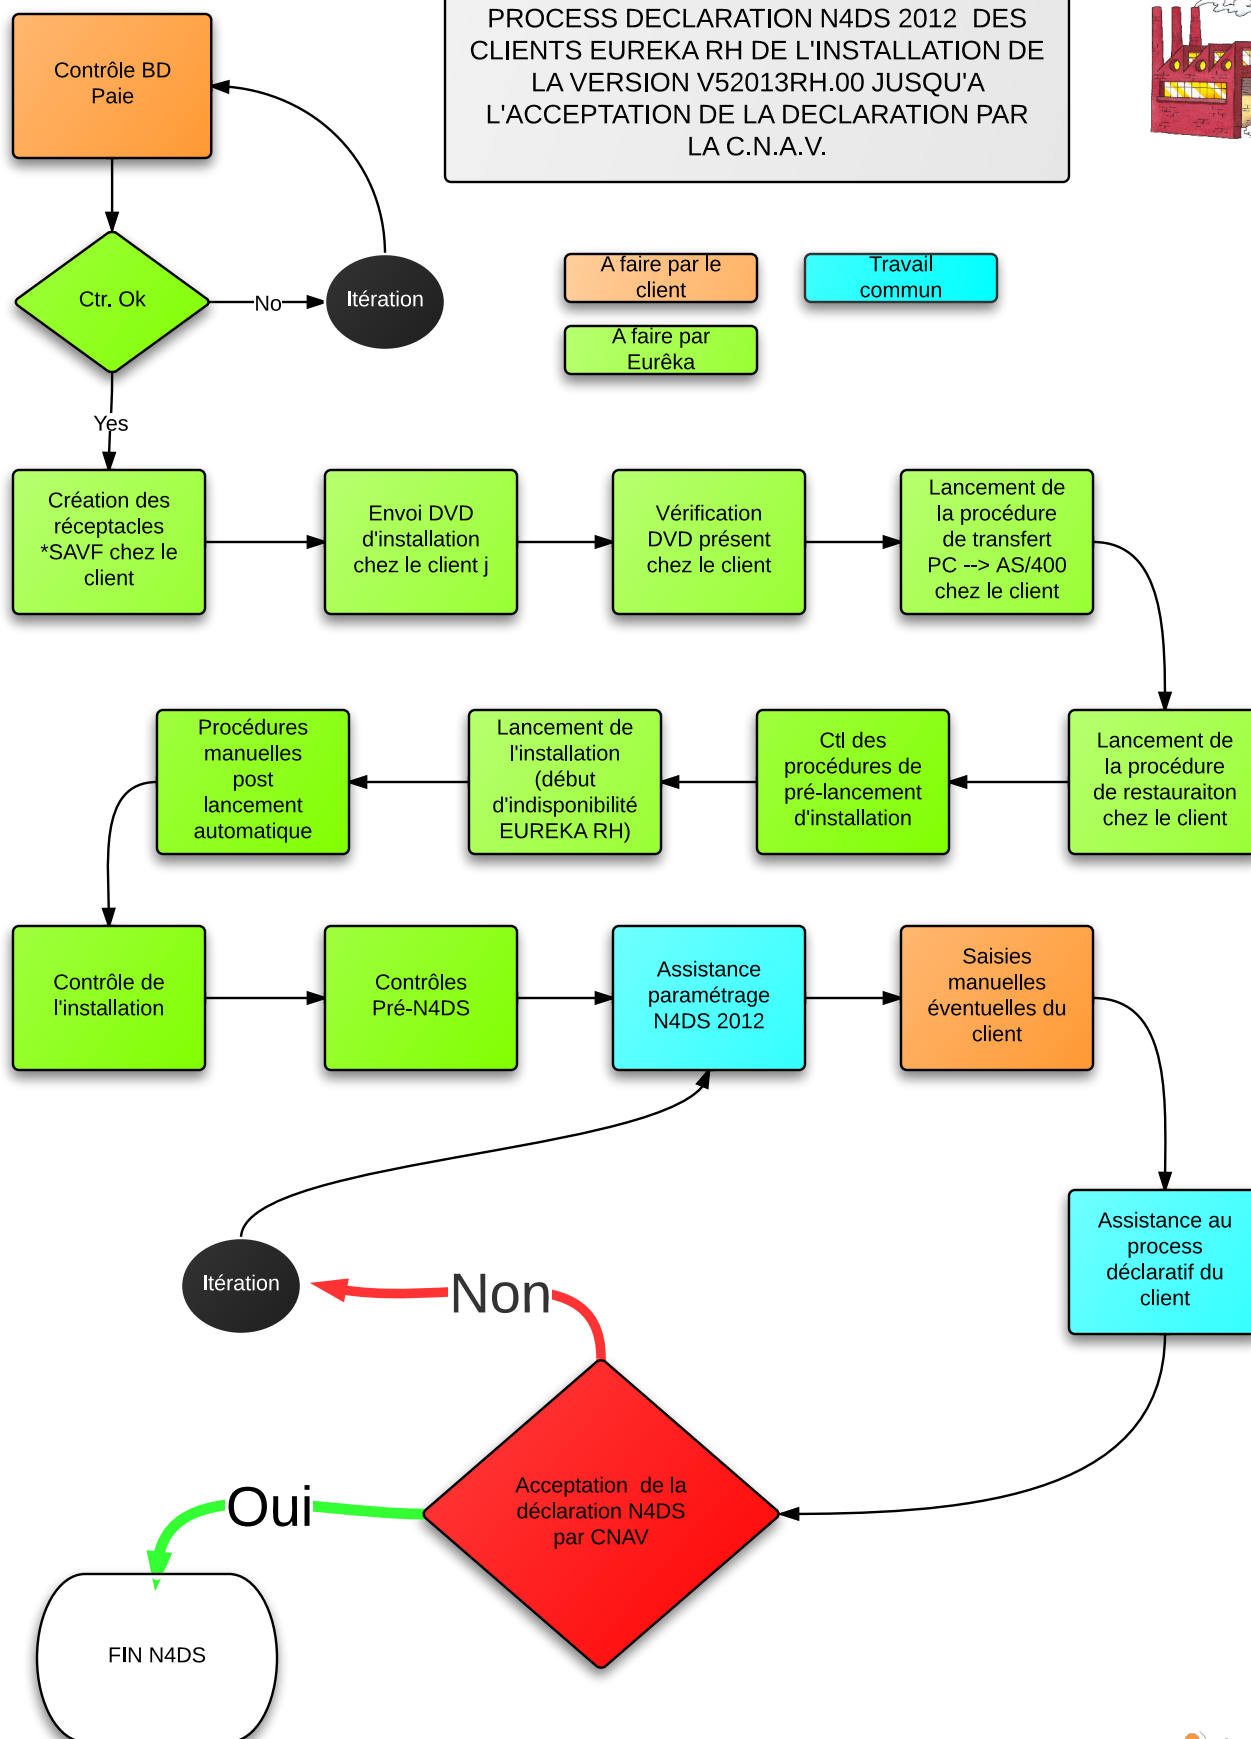 PROCESS DECLARATION N4DS 2012 DES
CLIENTS EUREKA RH DE L'INSTALLATION DE
LA VERSION V52013RH.00 JUSQU'A
L'ACCEPTATION DE LA DECLARATION PAR
LA C.N.A.V.
Contrôle BD
Paie
Ctr. Ok
No
Itération
A faire par le
client
Travail
commun
A faire par
Eurêka
Yes
Création des
réceptacles
*SAVF chez le
client
Envoi DVD
d'installation
chez le client j
Vérification
DVD présent
chez le client
Lancement de
la procédure
de transfert
PC --> AS/400
chez le client
Lancement de
la procédure
de restauraiton
chez le client
Ctl des
procédures de
pré-lancement
d'installation
Lancement de
l'installation
(début
d'indisponibilité
EUREKA RH)
Procédures
manuelles
post
lancement
automatique
Contrôle de
l'installation
Contrôles
Pré-N4DS
Assistance
paramétrage
N4DS 2012
Saisies
manuelles
éventuelles du
client
Assistance au
process
déclaratif du
client
Itération
Non
Acceptation de la
déclaration N4DS
par CNAV
Oui
FIN N4DS